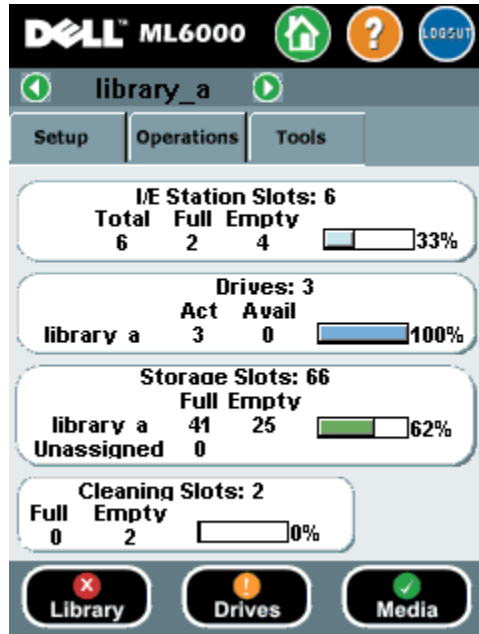 DELL™ ML6000 ? LOGSUT
library_a
Setup Operations Tools
I/E Station Slots: 6
Total Full Empty
6 2 4 33%
Drives: 3
Act Avail
library a 3 0 100%
Storage Slots: 66
Full Empty
library a 41 25 62%
Unassigned 0
Cleaning Slots: 2
Full Empty
0 2 0%
Library Drives Media